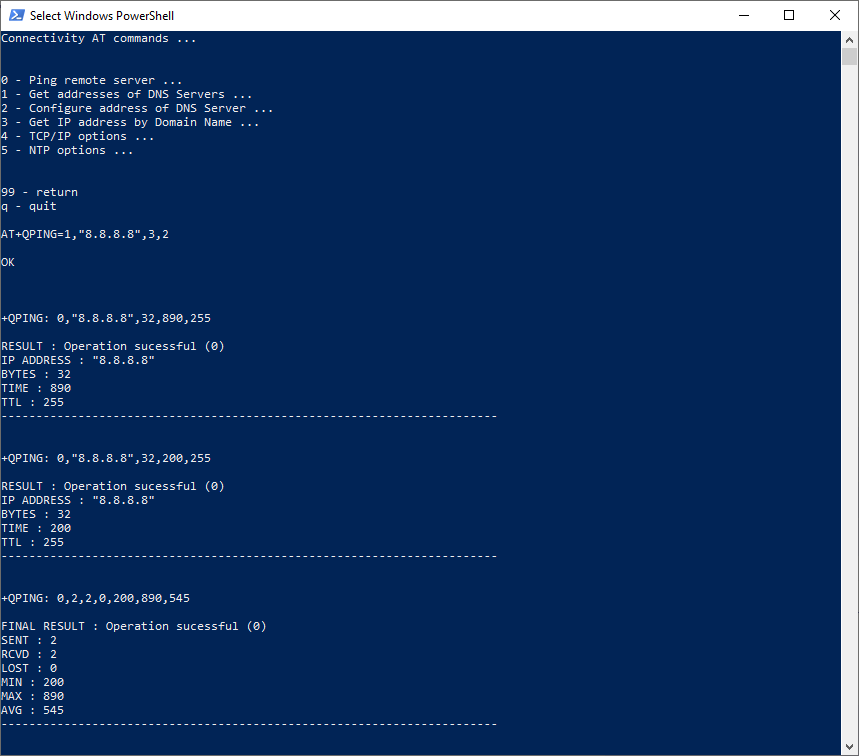 Select Windows PowerShell
Connectivity AT commands ...
0 - Ping remote server ...
1 - Get addresses of DNS Servers ...
2 - Configure address of DNS Server ...
3 - Get IP address by Domain Name ...
4 - TCP/IP options ...
5 - NTP options ...
99 - return
q - quit
AT+QPING=1,"8.8.8.8",3,2
OK
+QPING: 0,"8.8.8.8",32,890,255
RESULT : Operation sucessful (0)
IP ADDRESS : "8.8.8.8"
BYTES : 32
TIME : 890
TTL : 255
-----------------------------------------------------------------------
+QPING: 0,"8.8.8.8",32,200,255
RESULT : Operation sucessful (0)
IP ADDRESS : "8.8.8.8"
BYTES : 32
TIME : 200
TTL : 255
-----------------------------------------------------------------------
+QPING: 0,2,2,0,200,890,545
FINAL RESULT : Operation sucessful (0)
SENT : 2
RCVD : 2
LOST : 0
MIN : 200
MAX : 890
AVG : 545
-----------------------------------------------------------------------